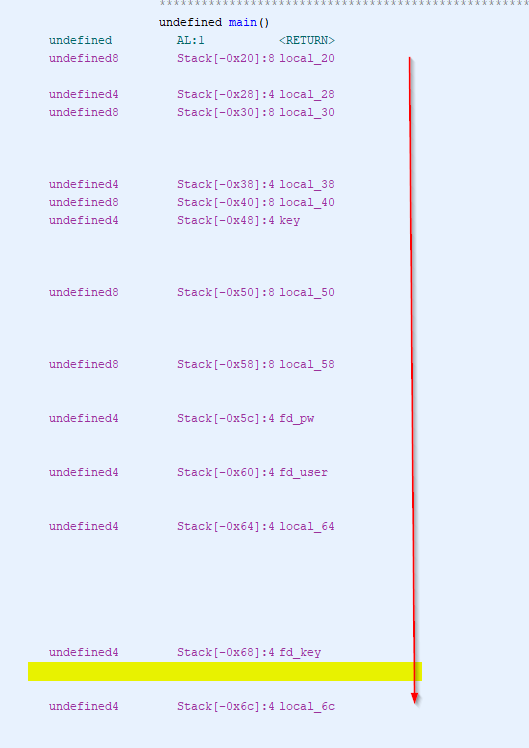 ************************************************
undefined main()
undefined AL:1 <RETURN>
undefined8 Stack[-0x20]:8 local_20
undefined4 Stack[-0x28]:4 local_28
undefined8 Stack[-0x30]:8 local_30
undefined4 Stack[-0x38]:4 local_38
undefined8 Stack[-0x40]:8 local_40
undefined4 Stack[-0x48]:4 key
undefined8 Stack[-0x50]:8 local_50
undefined8 Stack[-0x58]:8 local_58
undefined4 Stack[-0x5c]:4 fd_pw
undefined4 Stack[-0x60]:4 fd_user
undefined4 Stack[-0x64]:4 local_64
undefined4 Stack[-0x68]:4 fd_key
undefined4 Stack[-0x6c]:4 local_6c